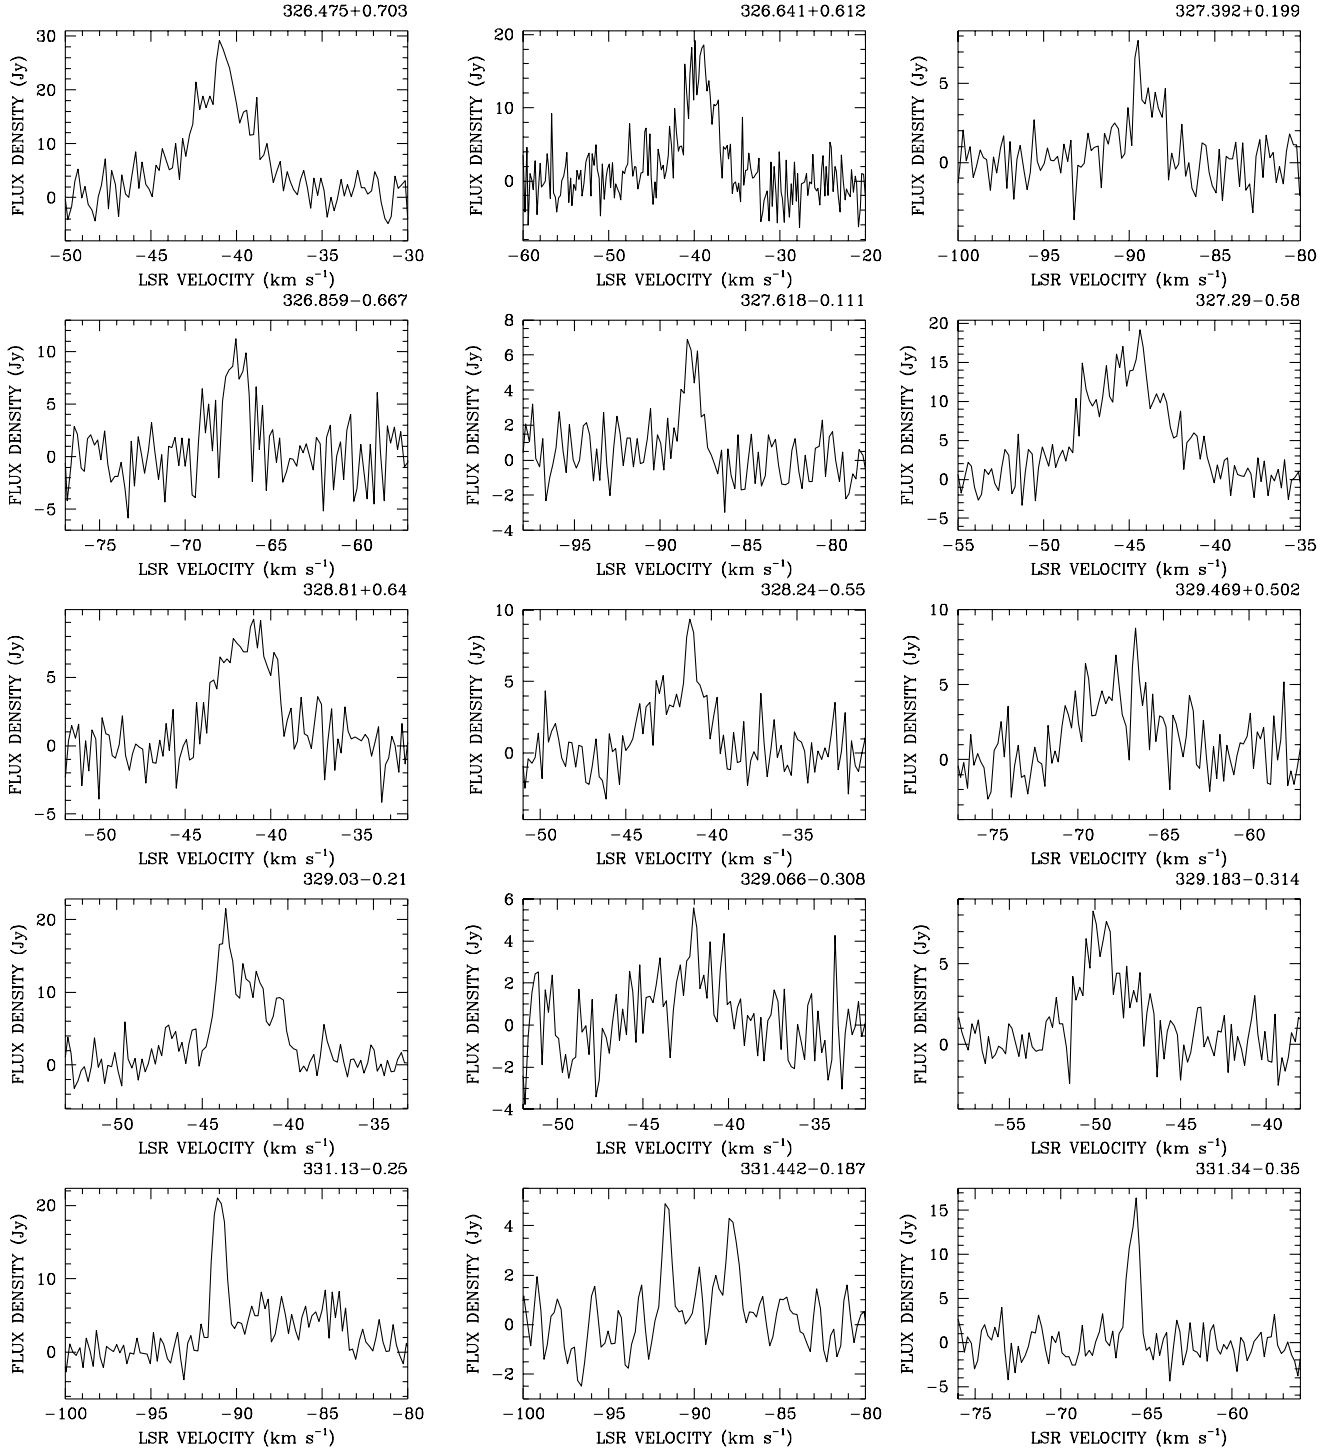 326.475+0.703
FLUX DENSITY (Jy)
30
20
10
0
−50 −45 −40 −35 −30
LSR VELOCITY (km s⁻¹)
326.641+0.612
FLUX DENSITY (Jy)
20
10
0
−60 −50 −40 −30 −20
LSR VELOCITY (km s⁻¹)
327.392+0.199
FLUX DENSITY (Jy)
5
0
−100 −95 −90 −85 −80
LSR VELOCITY (km s⁻¹)
326.859−0.667
FLUX DENSITY (Jy)
10
5
0
−5
−75 −70 −65 −60
LSR VELOCITY (km s⁻¹)
327.618−0.111
FLUX DENSITY (Jy)
8
6
4
2
0
−2
−4
−95 −90 −85 −80
LSR VELOCITY (km s⁻¹)
327.29−0.58
FLUX DENSITY (Jy)
20
15
10
5
0
−5
−55 −50 −45 −40 −35
LSR VELOCITY (km s⁻¹)
328.81+0.64
FLUX DENSITY (Jy)
5
0
−5
−50 −45 −40 −35
LSR VELOCITY (km s⁻¹)
328.24−0.55
FLUX DENSITY (Jy)
10
5
0
−50 −45 −40 −35
LSR VELOCITY (km s⁻¹)
329.469+0.502
FLUX DENSITY (Jy)
10
5
0
−75 −70 −65 −60
LSR VELOCITY (km s⁻¹)
329.03−0.21
FLUX DENSITY (Jy)
20
10
0
−50 −45 −40 −35
LSR VELOCITY (km s⁻¹)
329.066−0.308
FLUX DENSITY (Jy)
6
4
2
0
−2
−4
−50 −45 −40 −35
LSR VELOCITY (km s⁻¹)
329.183−0.314
FLUX DENSITY (Jy)
5
0
−55 −50 −45 −40
LSR VELOCITY (km s⁻¹)
331.13−0.25
FLUX DENSITY (Jy)
20
10
0
−100 −95 −90 −85 −80
LSR VELOCITY (km s⁻¹)
331.442−0.187
FLUX DENSITY (Jy)
4
2
0
−2
−100 −95 −90 −85 −80
LSR VELOCITY (km s⁻¹)
331.34−0.35
FLUX DENSITY (Jy)
15
10
5
0
−5
−75 −70 −65 −60
LSR VELOCITY (km s⁻¹)